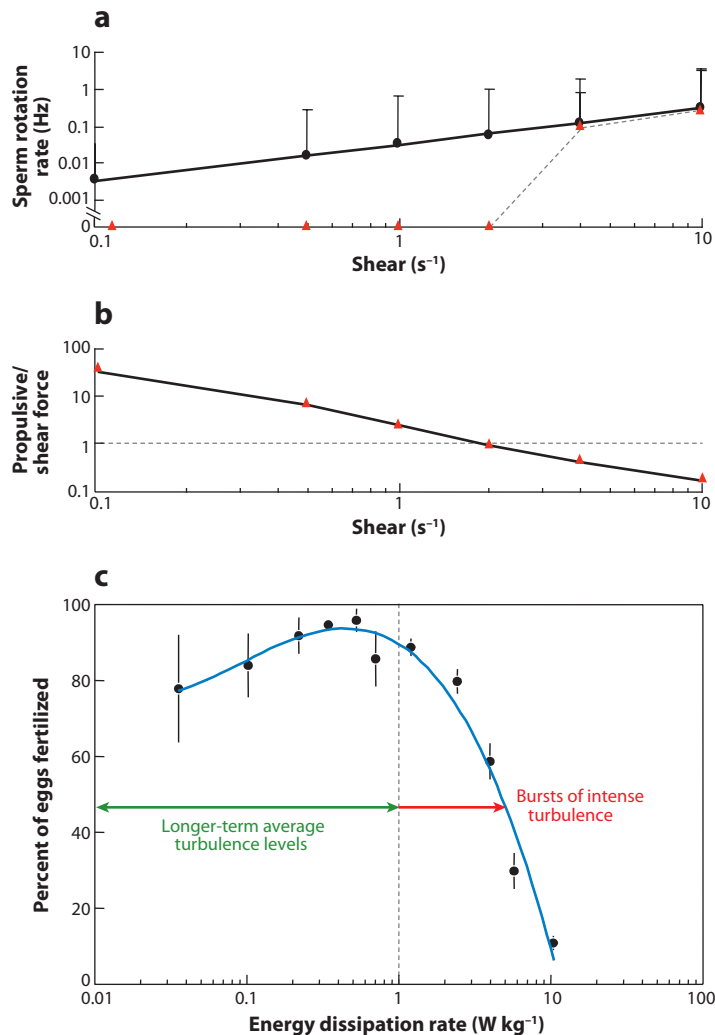 a
10
1
0.1
0.01
0.001
0
Sperm rotation
rate (Hz)
0.1
1
10
Shear (s⁻¹)
b
100
10
1
0.1
Propulsive/
shear force
0.1
1
10
Shear (s⁻¹)
c
100
80
60
40
20
0
Percent of eggs fertilized
Longer-term average
turbulence levels
Bursts of intense
turbulence
0.01
0.1
1
10
100
Energy dissipation rate (W kg⁻¹)